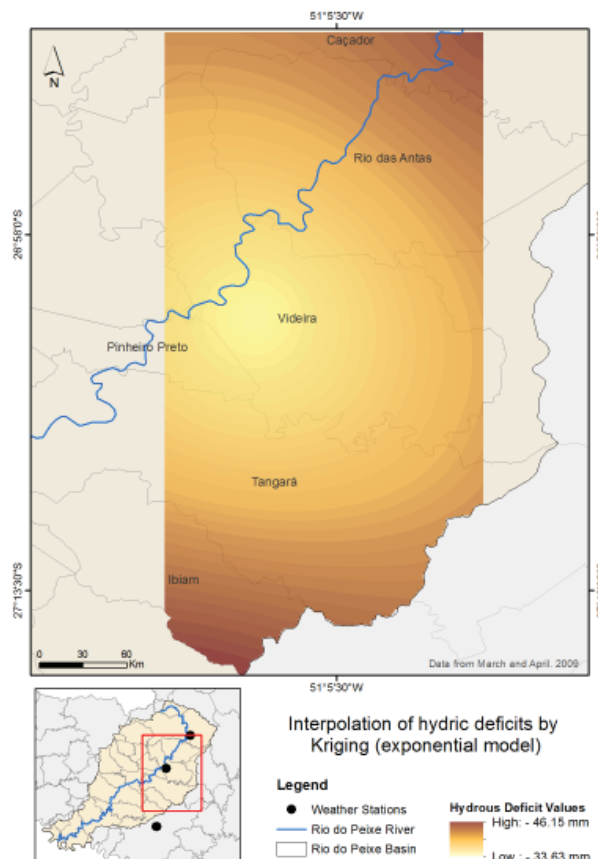 51°5'30"W
Caçador
N
Rio das Antas
26°58'0"S
Videira
Pinheiro Preto
Tangará
Ibiam
27°13'30"S
0 30 60
Km
Data from March and April. 2009
51°5'30"W
Interpolation of hydric deficits by
Kriging (exponential model)
Legend
Weather Stations
Rio do Peixe River
Rio do Peixe Basin
Hydrous Deficit Values
High: - 46.15 mm
Low : - 33.63 mm